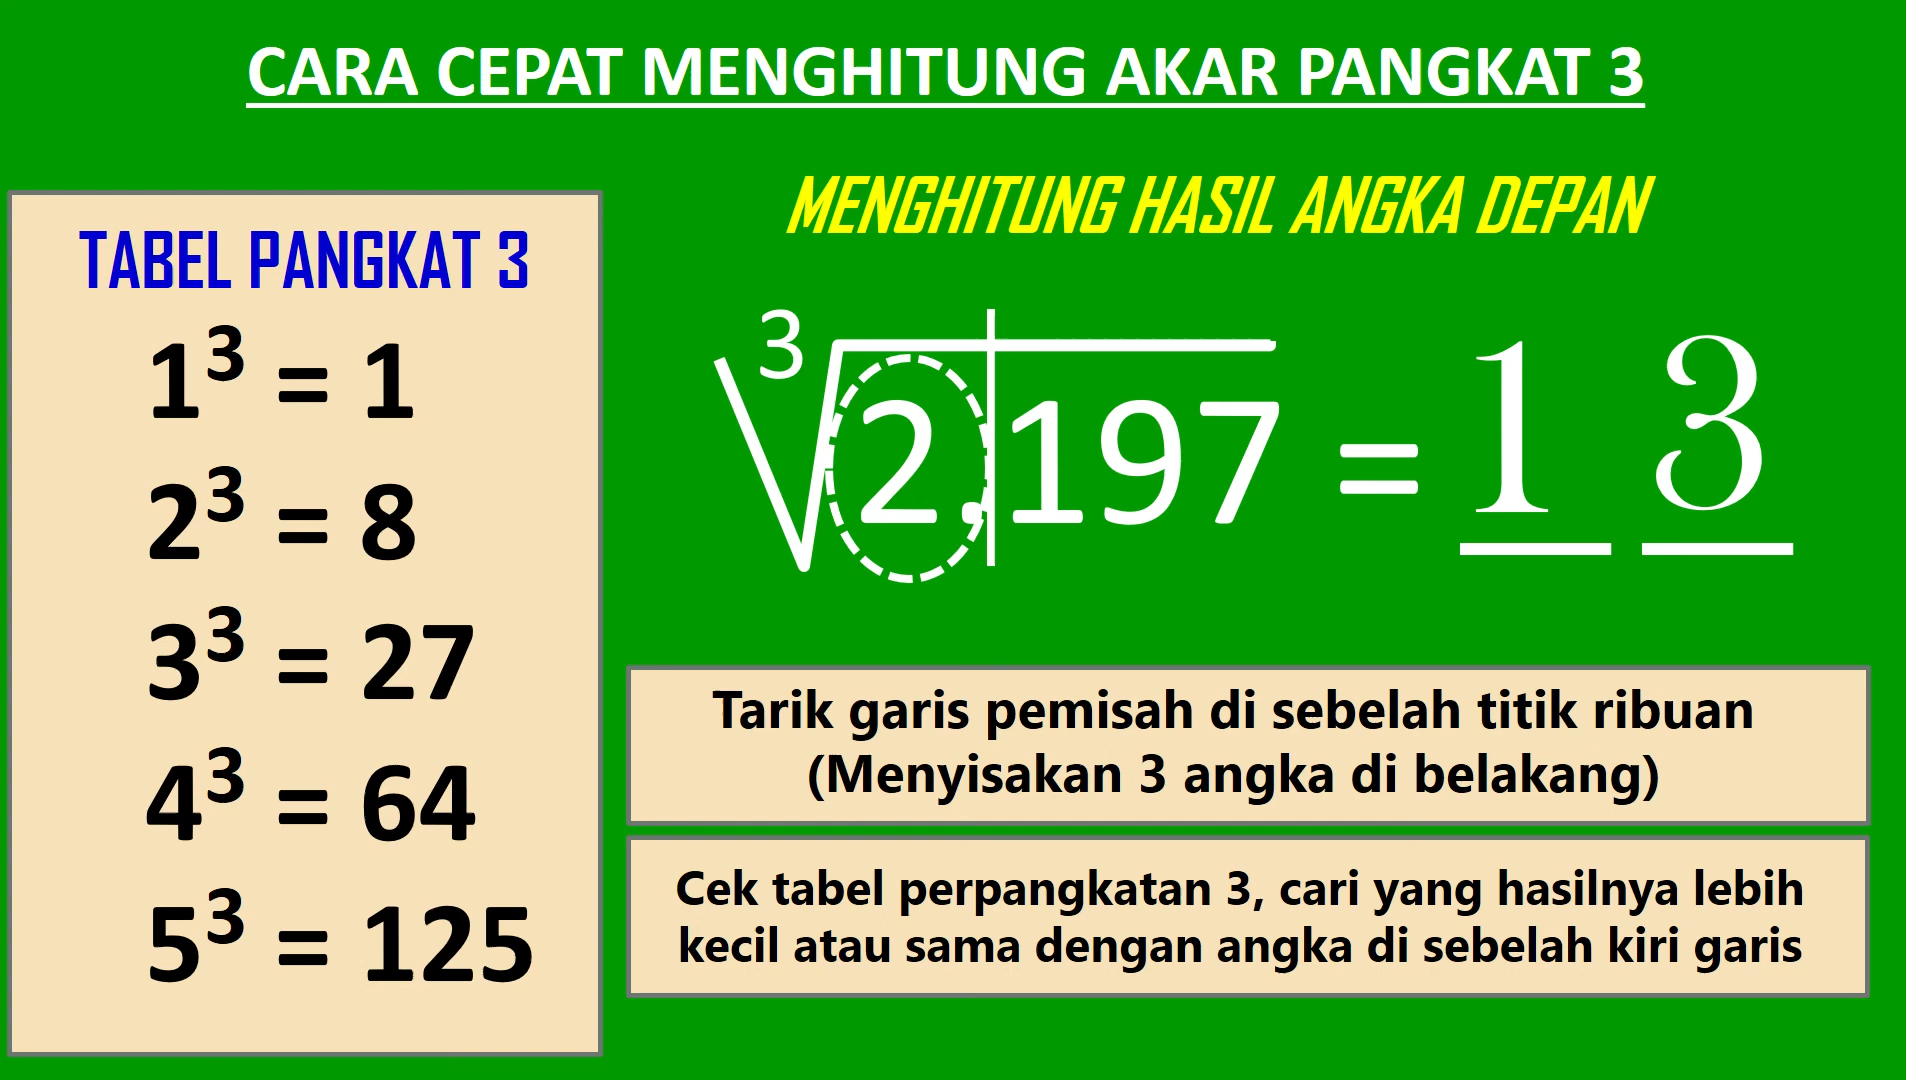 CARA CEPAT MENGHITUNG AKAR PANGKAT 3
TABEL PANGKAT 3
1³ = 1
2³ = 8
3³ = 27
4³ = 64
5³ = 125
MENGHITUNG HASIL ANGKA DEPAN
³√2.197 = 1 3
Tarik garis pemisah di sebelah titik ribuan
(Menyisakan 3 angka di belakang)
Cek tabel perpangkatan 3, cari yang hasilnya lebih
kecil atau sama dengan angka di sebelah kiri garis